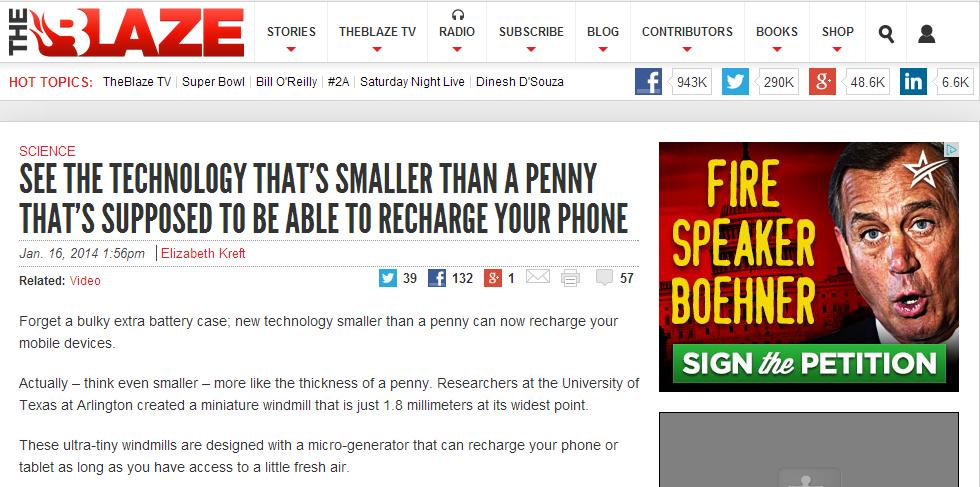 THE BLAZE
STORIES
THEBLAZE TV
RADIO
SUBSCRIBE
BLOG
CONTRIBUTORS
BOOKS
SHOP
HOT TOPICS: TheBlaze TV | Super Bowl | Bill O'Reilly | #2A | Saturday Night Live | Dinesh D'Souza
943K
290K
48.6K
6.6K
SCIENCE
SEE THE TECHNOLOGY THAT'S SMALLER THAN A PENNY
THAT'S SUPPOSED TO BE ABLE TO RECHARGE YOUR PHONE
Jan. 16, 2014 1:56pm | Elizabeth Kreft
Related: Video
39
132
1
57
Forget a bulky extra battery case; new technology smaller than a penny can now recharge your
mobile devices.
Actually – think even smaller – more like the thickness of a penny. Researchers at the University of
Texas at Arlington created a miniature windmill that is just 1.8 millimeters at its widest point.
These ultra-tiny windmills are designed with a micro-generator that can recharge your phone or
tablet as long as you have access to a little fresh air.
FIRE
SPEAKER
BOEHNER
SIGN the PETITION